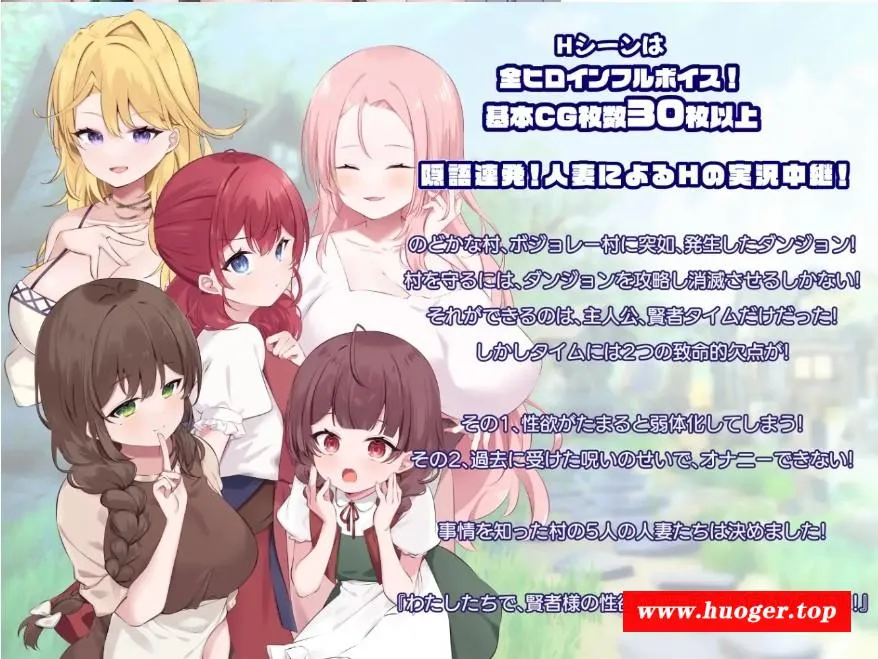 Hシーンは
全ヒロインフルボイス!
基本CG枚数30枚以上
隠語連発!人妻によるHの実況中継!
のどかな村、ボジョレー村に突如、発生したダンジョン!
村を守るには、ダンジョンを攻略し消滅させるしかない!
それができるのは、主人公、賢者タイムだけだった!
しかしタイムには2つの致命的欠点が!
その1、性欲がたまると弱体化してしまう!
その2、過去に受けた呪いのせいで、オナニーできない!
事情を知った村の5人の人妻たちは決めました!
『わたしたちで、賢者様の性 !』
www.huoger.top